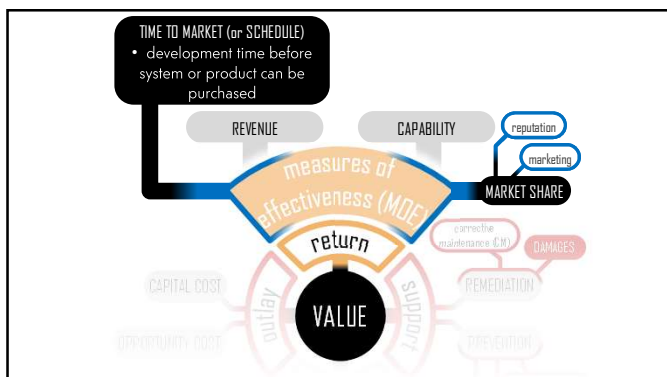 TIME TO MARKET (or SCHEDULE)
• development time before
system or product can be
purchased
REVENUE
CAPABILITY
reputation
marketing
MARKET SHARE
measures of
effectiveness (MOE)
return
corrective
maintenance (CM)
DAMAGES
CAPITAL COST
outlay
VALUE
support
REMEDIATION
OPPORTUNITY COST
PREVENTION